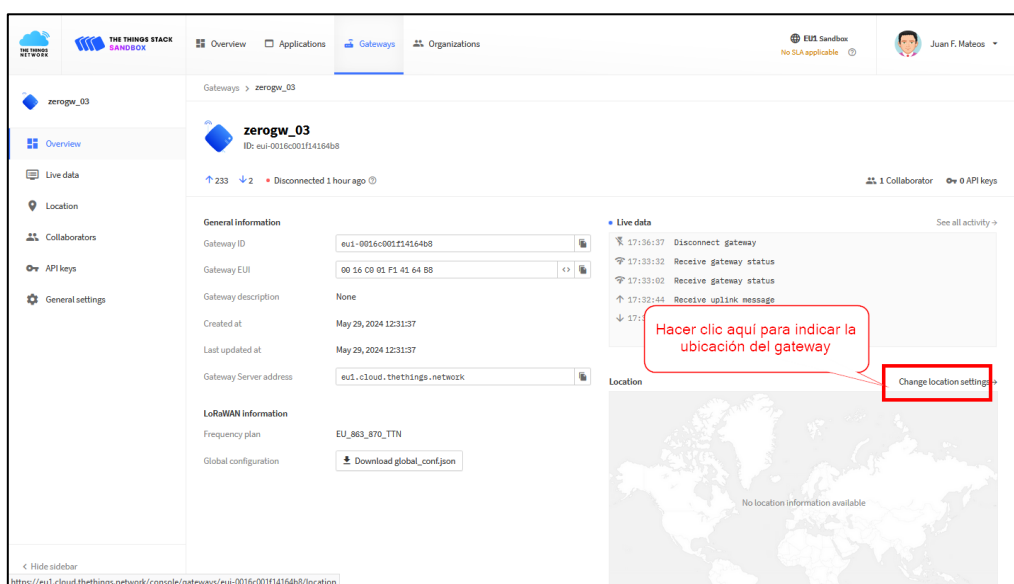 THE THINGS
NETWORK
THE THINGS STACK
SANDBOX
Overview
Applications
Gateways
Organizations
EU1 Sandbox
No SLA applicable
Juan F. Mateos
zerogw_03
Overview
Live data
Location
Collaborators
API keys
General settings
Hide sidebar
Gateways > zerogw_03
zerogw_03
ID: eui-0016c001f14164b8
↑ 233 ↓ 2 • Disconnected 1 hour ago
1 Collaborator 0 API keys
General information
Gateway ID eui-0016c001f14164b8
Gateway EUI 00 16 C0 01 F1 41 64 B8
Gateway description None
Created at May 29, 2024 12:31:37
Last updated at May 29, 2024 12:31:37
Gateway Server address eu1.cloud.thethings.network
LoRaWAN information
Frequency plan EU_863_870_TTN
Global configuration Download global_conf.json
• Live data See all activity →
17:36:37 Disconnect gateway
17:33:32 Receive gateway status
17:33:02 Receive gateway status
↑ 17:32:44 Receive uplink message
Hacer clic aquí para indicar la
ubicación del gateway
Location Change location settings →
No location information available
https://eu1.cloud.thethings.network/console/gateways/eui-0016c001f14164b8/location